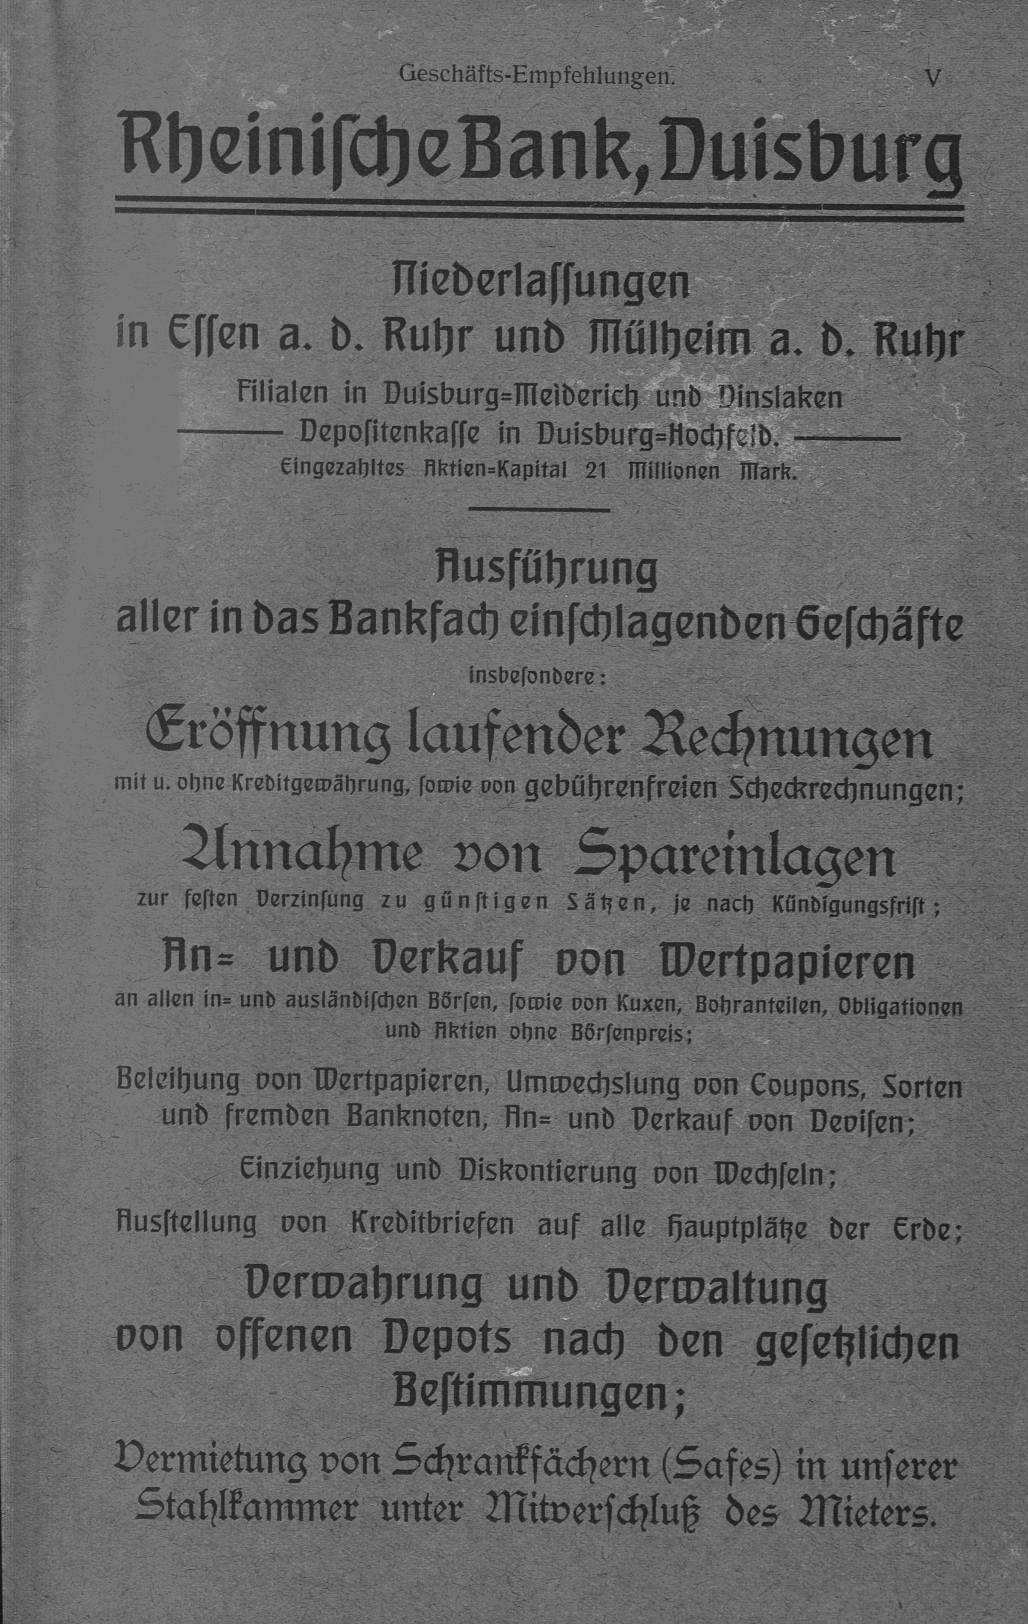 Geschäfts-Empfehlungen. V
Rheiniſche Bank, Duisburg
Niederlaſſungen
in Eſſen a. d. Ruhr und Mülheim a. d. Ruhr
Filialen in Duisburg=Meiderich und Dinslaken
Depoſitenkaſſe in Duisburg=Hochfeld.
Eingezahltes Aktien=Kapital 21 Millionen Mark.
Ausführung
aller in das Bankfach einſchlagenden Geſchäfte
insbeſondere:
Eröffnung laufender Rechnungen
mit u. ohne Kreditgewährung, ſowie von gebührenfreien Scheckrechnungen;
Annahme von Spareinlagen
zur feſten Verzinſung zu günſtigen Sätzen, je nach Kündigungsfriſt;
An= und Verkauf von Wertpapieren
an allen in= und ausländiſchen Börſen, ſowie von Kuxen, Bohranteilen, Obligationen
und Aktien ohne Börſenpreis;
Beleihung von Wertpapieren, Umwechslung von Coupons, Sorten
und fremden Banknoten, An= und Verkauf von Deviſen;
Einziehung und Diskontierung von Wechſeln;
Ausſtellung von Kreditbriefen auf alle Hauptplätze der Erde;
Verwahrung und Verwaltung
von offenen Depots nach den geſetzlichen
Beſtimmungen;
Vermietung von Schrankfächern (Safes) in unſerer
Stahlkammer unter Mitverſchluß des Mieters.